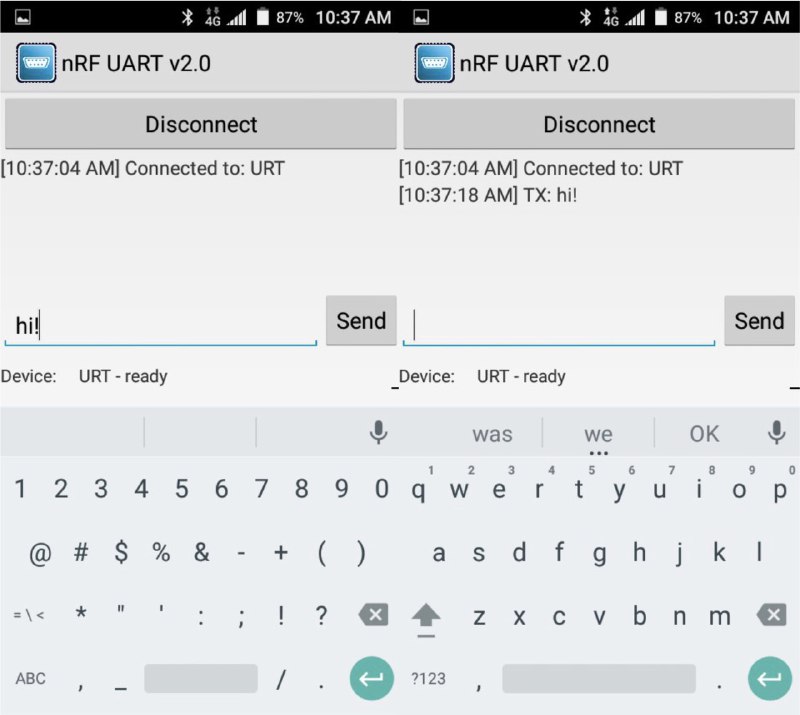 4G 87% 10:37 AM
nRF UART v2.0
Disconnect
[10:37:04 AM] Connected to: URT
hi!
Send
Device: URT - ready
1 2 3 4 5 6 7 8 9 0
@ # $ % & - + ( )
= \ < * " ' : ; ! ?
ABC , _ / .
4G 87% 10:37 AM
nRF UART v2.0
Disconnect
[10:37:04 AM] Connected to: URT
[10:37:18 AM] TX: hi!
Send
Device: URT - ready
was we OK
1 2 3 4 5 6 7 8 9 0
q w e r t y u i o p
a s d f g h j k l
z x c v b n m
?123 , .